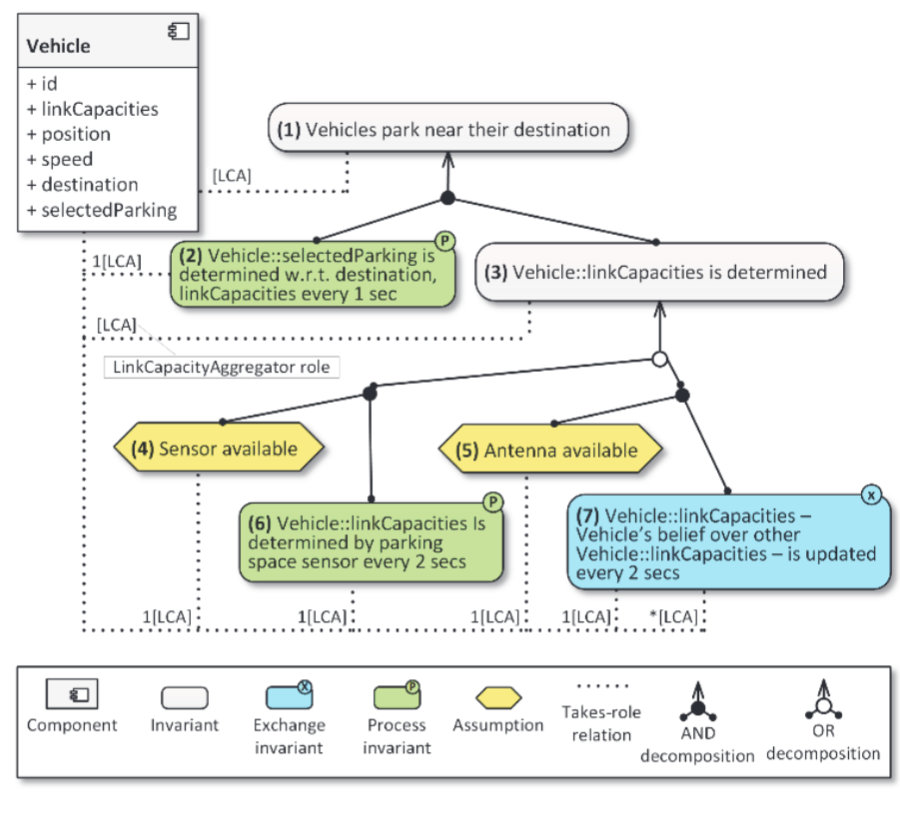 Vehicle
+ id
+ linkCapacities
+ position
+ speed
+ destination
+ selectedParking
(1) Vehicles park near their destination
[LCA]
P
(2) Vehicle::selectedParking is
determined w.r.t. destination,
linkCapacities every 1 sec
1[LCA]
(3) Vehicle::linkCapacities is determined
[LCA]
LinkCapacityAggregator role
(4) Sensor available
(5) Antenna available
P
(6) Vehicle::linkCapacities Is
determined by parking
space sensor every 2 secs
x
(7) Vehicle::linkCapacities –
Vehicle's belief over other
Vehicle::linkCapacities – is updated
every 2 secs
1[LCA]
1[LCA]
1[LCA]
1[LCA]
*[LCA]
Component
Invariant
X
Exchange
invariant
P
Process
invariant
Assumption
Takes-role
relation
AND
decomposition
OR
decomposition